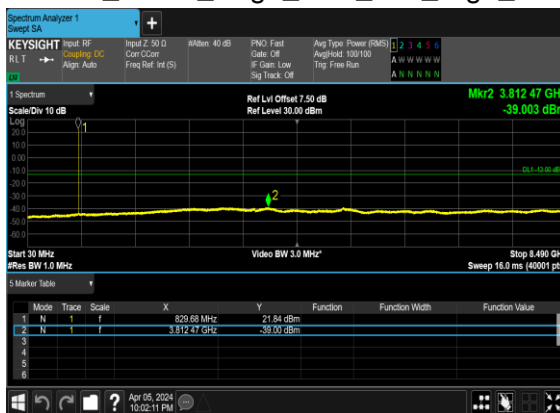 Spectrum Analyzer 1
Swept SA
KEYSIGHT
RLT
Input: RF
Coupling: DC
Align: Auto
Input Z: 50 Ω
Corr CCorr
Freq Ref: Int (S)
#Atten: 40 dB
PNO: Fast
Gate: Off
IF Gain: Low
Sig Track: Off
Avg Type: Power (RMS)
Avg|Hold: 100/100
Trig: Free Run
1 2 3 4 5 6
A W W W W W
A N N N N N
1 Spectrum
Scale/Div 10 dB
Ref Lvl Offset 7.50 dB
Ref Level 30.00 dBm
Mkr2 3.812 47 GH
-39.003 dBr
Log
20.0
10.0
0.00
-10.0
-20.0
-30.0
-40.0
-50.0
-60.0
1
2
DL1 -13.00 dB
Start 30 MHz
#Res BW 1.0 MHz
Video BW 3.0 MHz*
Stop 8.490 GH
Sweep 16.0 ms (40001 pt
5 Marker Table
Mode Trace Scale X Y Function Function Width Function Value
1 N 1 f 829.68 MHz 21.84 dBm
2 N 1 f 3.812 47 GHz -39.00 dBm
3
4
5
6
?
Apr 05, 2024
10:02:11 PM